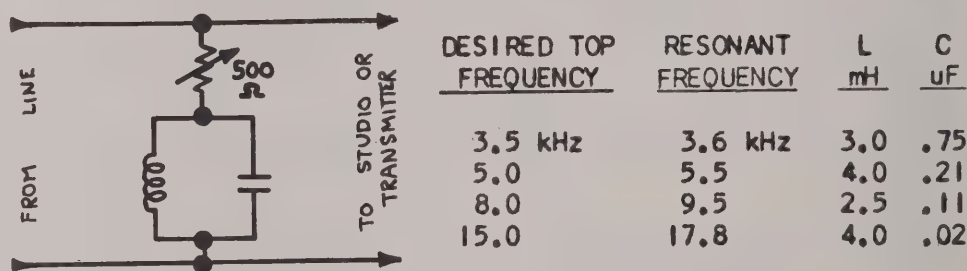 FROM LINE
500
Ω
TO STUDIO OR
TRANSMITTER
DESIRED TOP RESONANT L C
FREQUENCY FREQUENCY mH uF
3.5 kHz 3.6 kHz 3.0 .75
5.0 5.5 4.0 .21
8.0 9.5 2.5 .11
15.0 17.8 4.0 .02